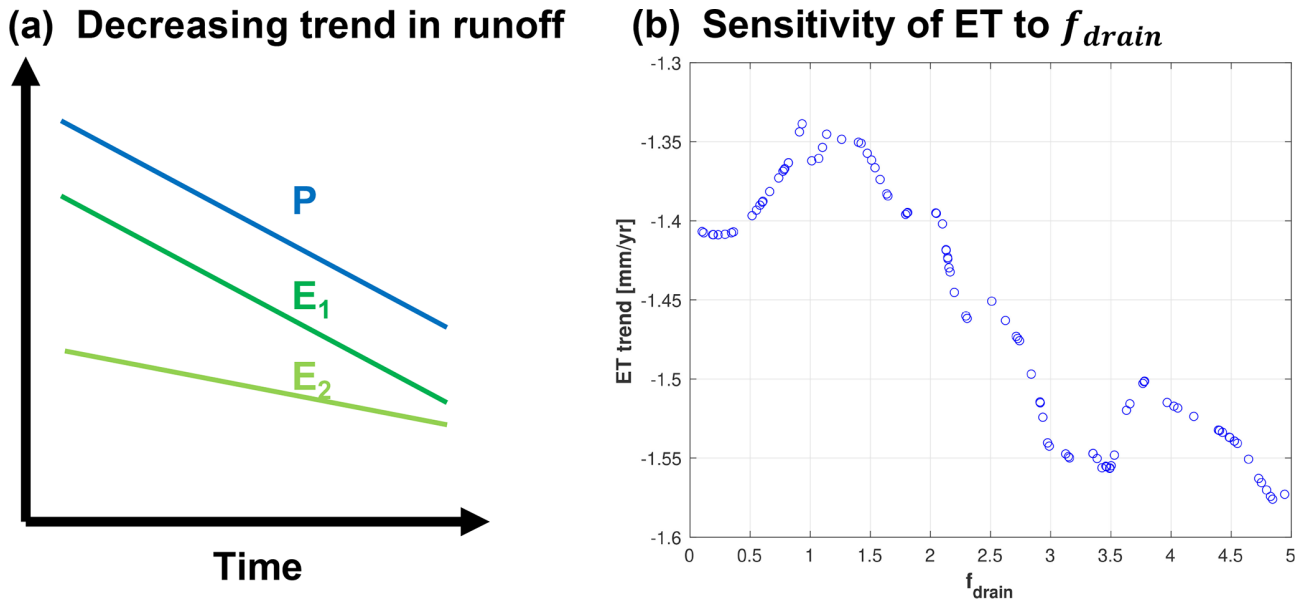 (a) Decreasing trend in runoff
P
E₁
E₂
Time
(b) Sensitivity of ET to f_drain
-1.3
-1.35
-1.4
-1.45
-1.5
-1.55
-1.6
ET trend [mm/yr]
0 0.5 1 1.5 2 2.5 3 3.5 4 4.5 5
f_drain